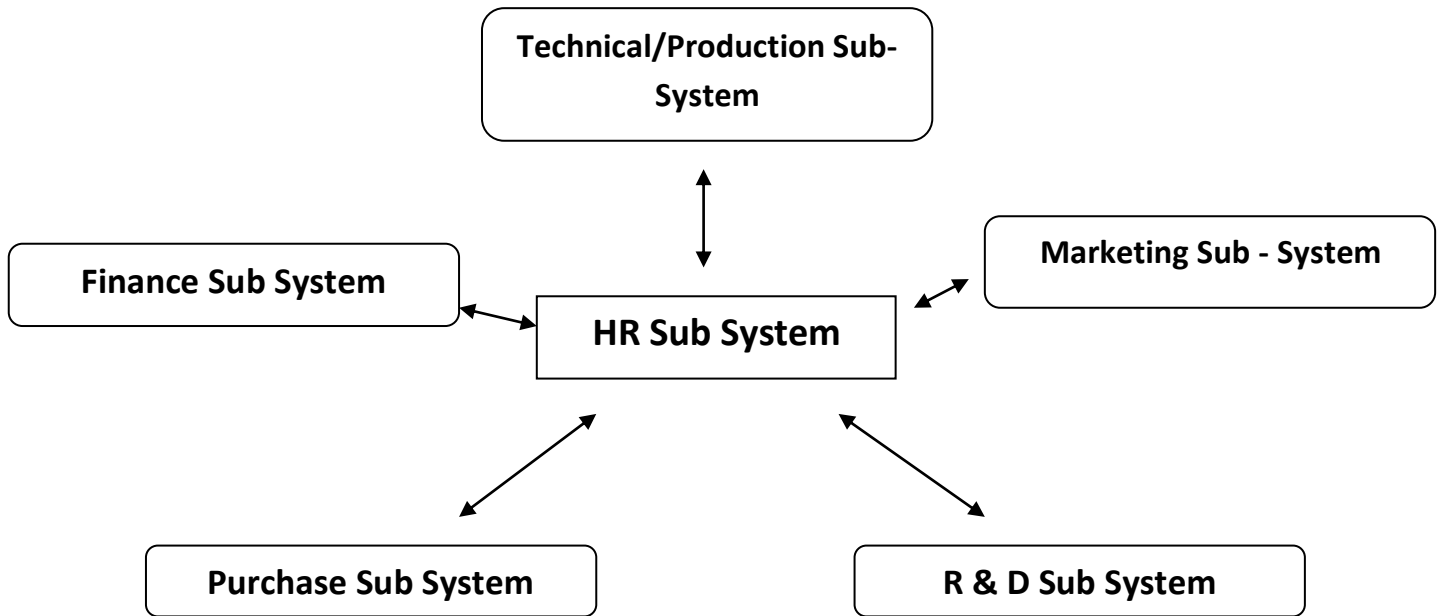 Technical/Production Sub-
System
Marketing Sub - System
Finance Sub System
HR Sub System
Purchase Sub System
R & D Sub System